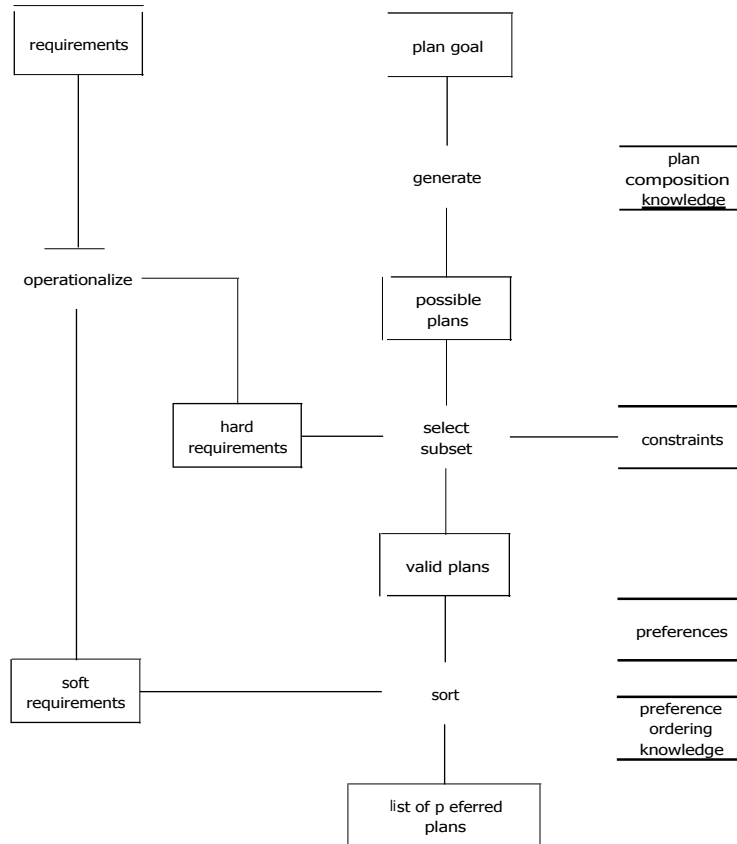 requirements
plan goal
generate
plan
composition
knowledge
operationalize
possible
plans
hard
requirements
select
subset
constraints
valid plans
preferences
soft
requirements
sort
preference
ordering
knowledge
list of p eferred
plans